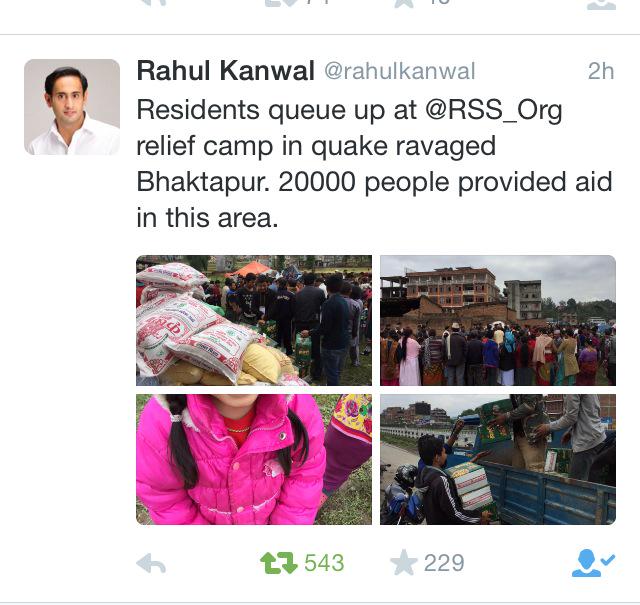 Rahul Kanwal @rahulkanwal 2h
Residents queue up at @RSS_Org
relief camp in quake ravaged
Bhaktapur. 20000 people provided aid
in this area.
543 229